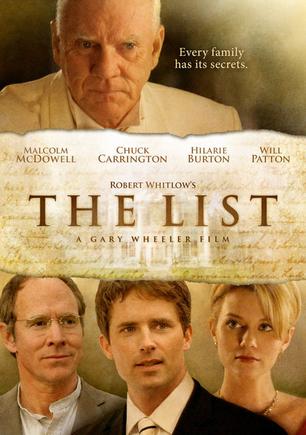 Every family
has its secrets.
MALCOLM MCDOWELL
CHUCK CARRINGTON
HILARIE BURTON
WILL PATTON
ROBERT WHITLOW'S
THE LIST
A GARY WHEELER FILM